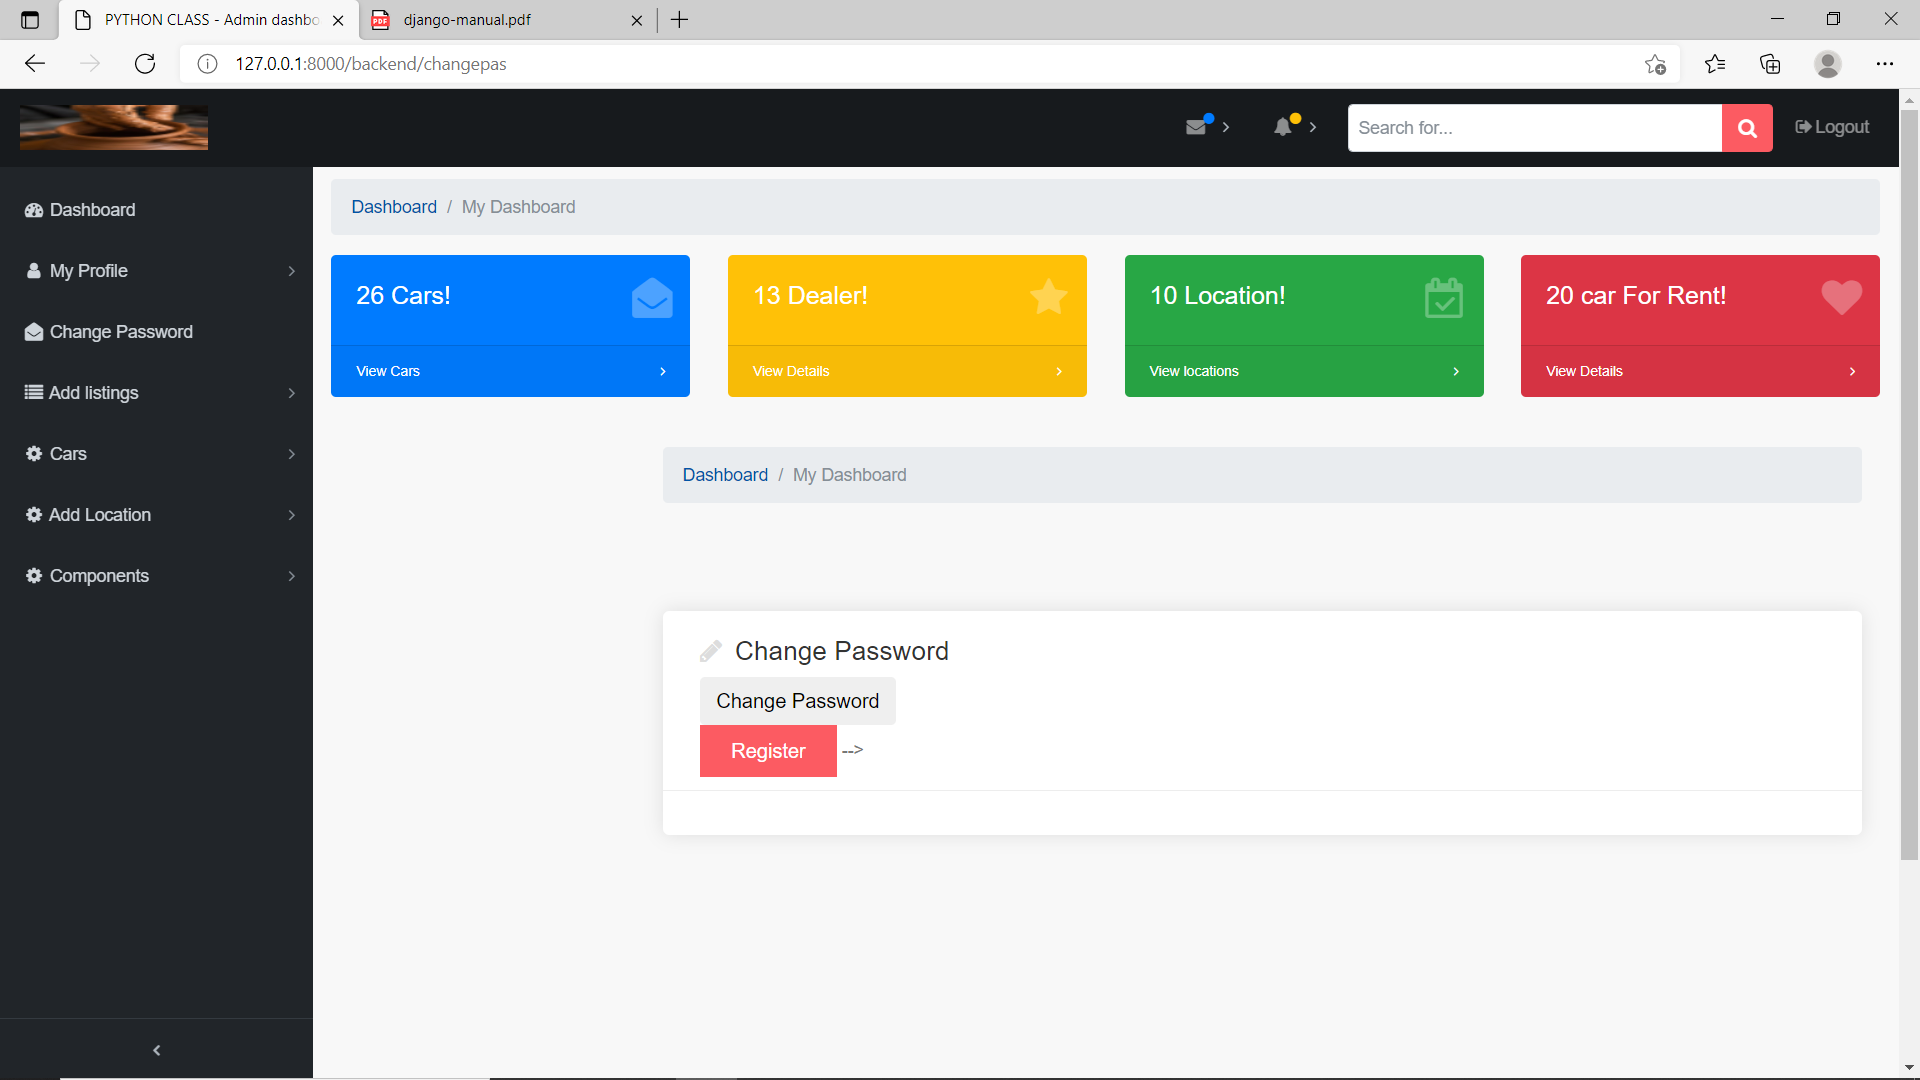 PYTHON CLASS - Admin dashbo
django-manual.pdf
127.0.0.1:8000/backend/changepas
Search for...
Logout
Dashboard
My Profile
Change Password
Add listings
Cars
Add Location
Components
Dashboard / My Dashboard
26 Cars!
View Cars
13 Dealer!
View Details
10 Location!
View locations
20 car For Rent!
View Details
Dashboard / My Dashboard
Change Password
Change Password
Register -->